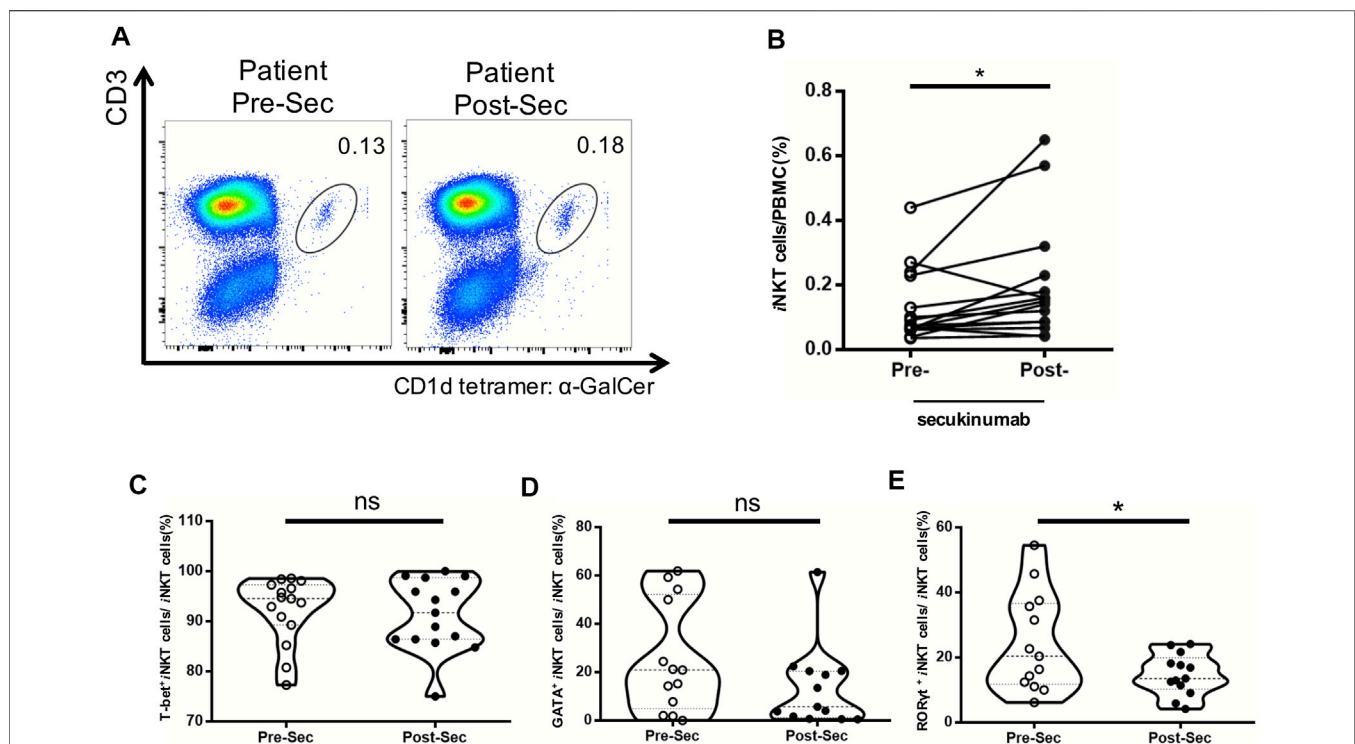 A
CD3
Patient
Pre-Sec
Patient
Post-Sec
0.13
0.18
CD1d tetramer: α-GalCer
B
*
iNKT cells/PBMC(%)
0.8
0.6
0.4
0.2
0.0
Pre-
Post-
secukinumab
C
ns
T-bet⁺ iNKT cells/ iNKT cells(%)
110
100
90
80
70
Pre-Sec
Post-Sec
D
ns
GATA⁺ iNKT cells/ iNKT cells(%)
80
60
40
20
0
Pre-Sec
Post-Sec
E
*
RORγt ⁺ iNKT cells/ iNKT cells(%)
60
40
20
0
Pre-Sec
Post-Sec